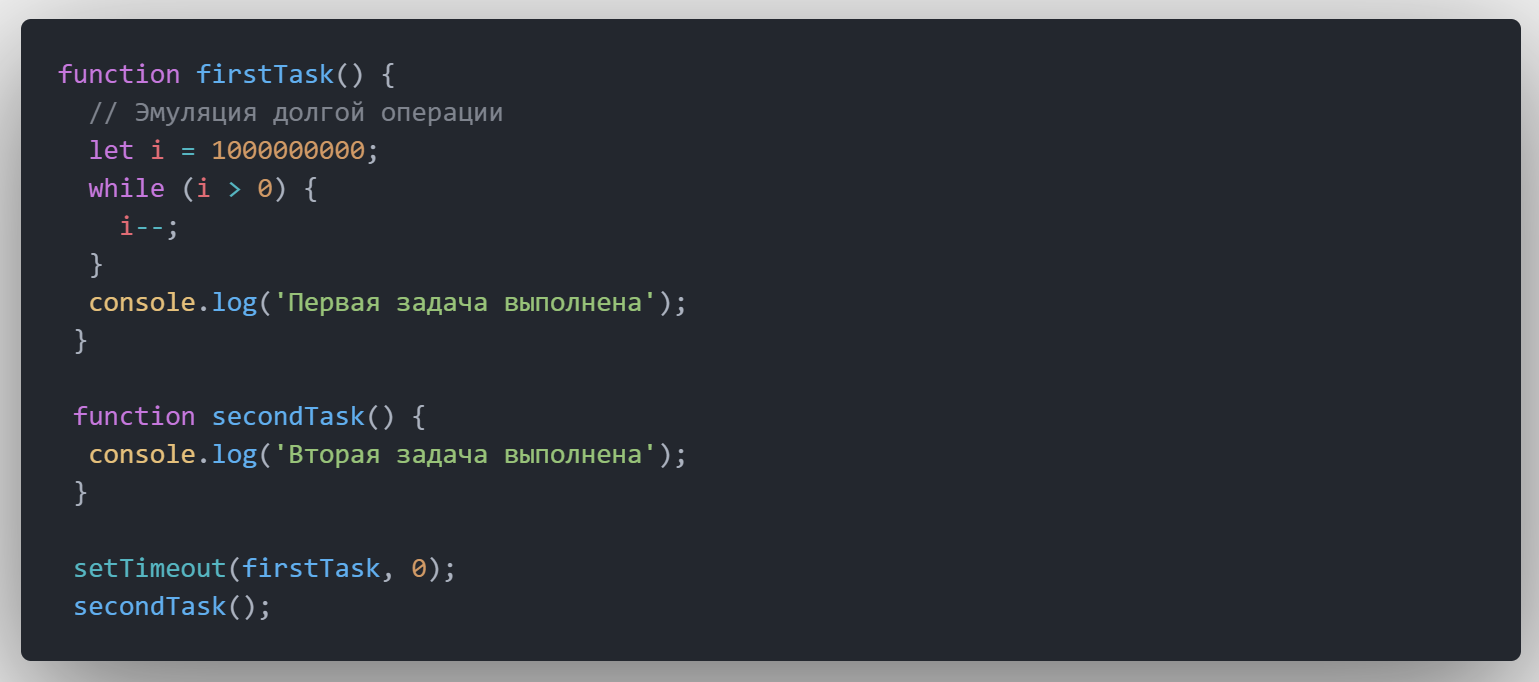 function firstTask() {
  // Эмуляция долгой операции
  let i = 1000000000;
  while (i > 0) {
    i--;
  }
  console.log('Первая задача выполнена');
 }

 function secondTask() {
  console.log('Вторая задача выполнена');
 }

 setTimeout(firstTask, 0);
 secondTask();